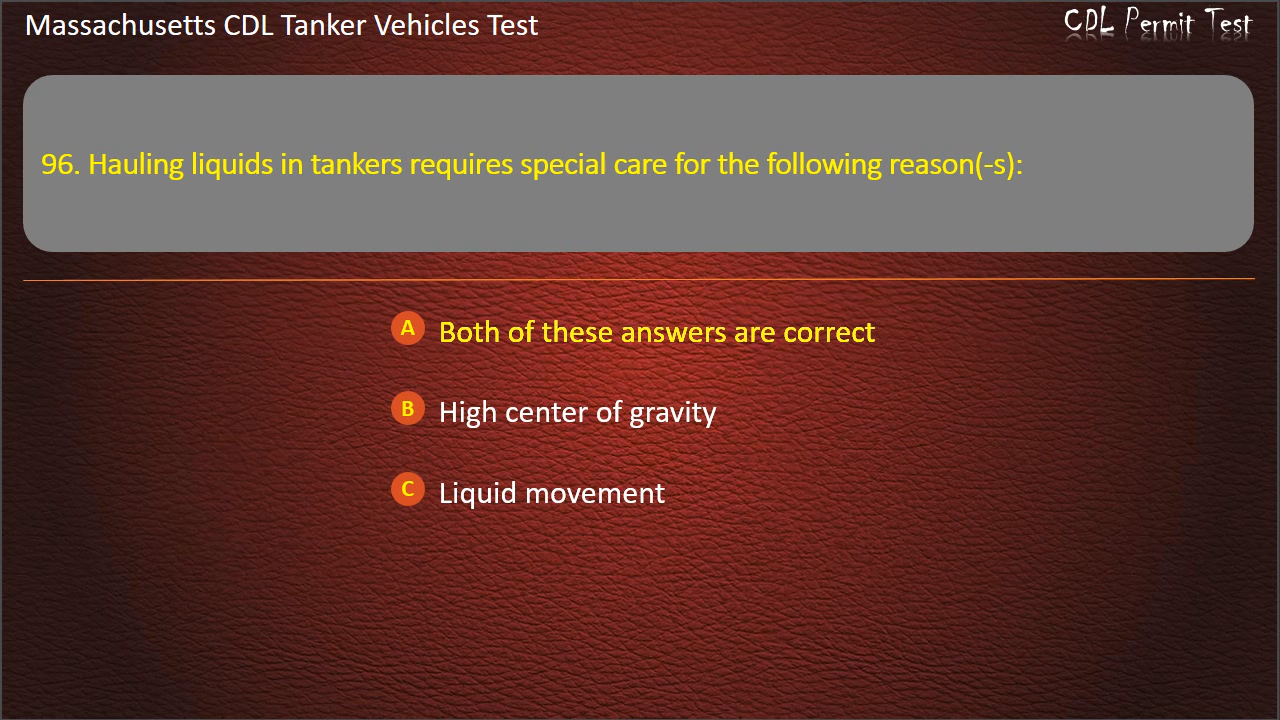 Massachusetts CDL Tanker Vehicles Test
CDL Permit Test
96. Hauling liquids in tankers requires special care for the following reason(-s):
A Both of these answers are correct
B High center of gravity
C Liquid movement